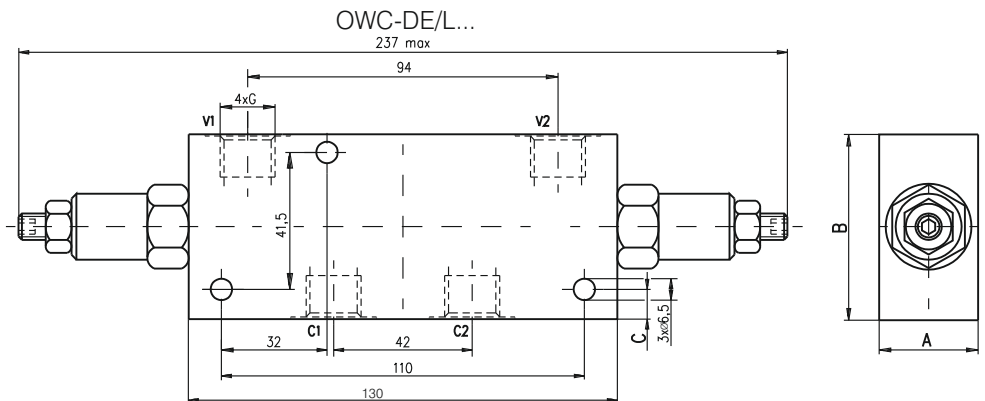 OWC-DE/L...
237 max
94
4xG
V1
V2
41,5
B
C
3xø6,5
C1
C2
32
42
A
110
130